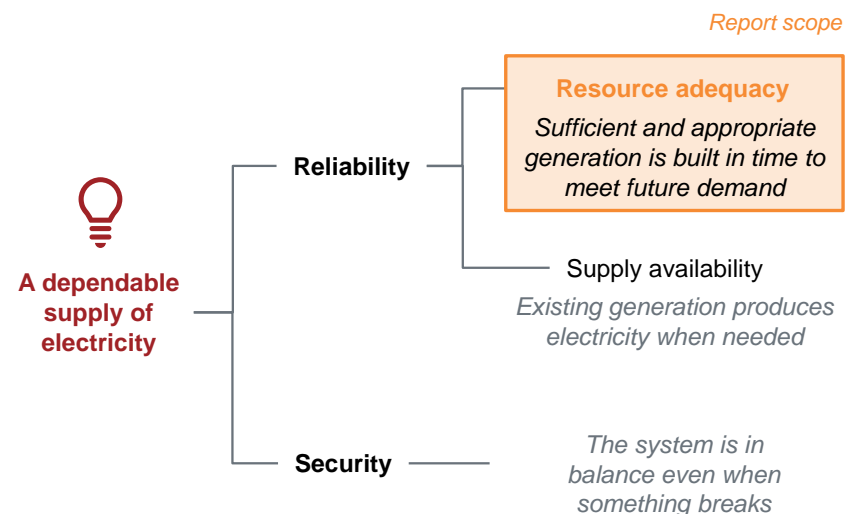 Report scope
Resource adequacy
Sufficient and appropriate
generation is built in time to
meet future demand
Reliability
A dependable
supply of
electricity
Supply availability
Existing generation produces
electricity when needed
Security
The system is in
balance even when
something breaks